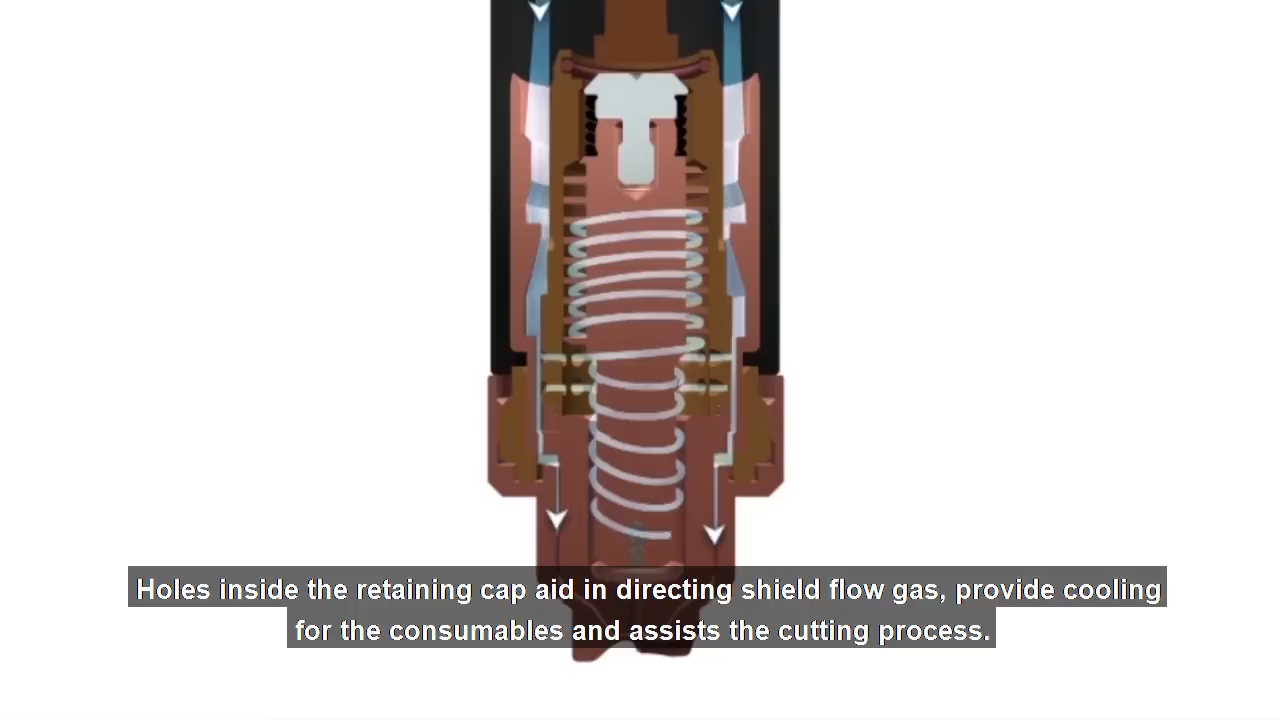 Holes inside the retaining cap aid in directing shield flow gas, provide cooling
for the consumables and assists the cutting process.